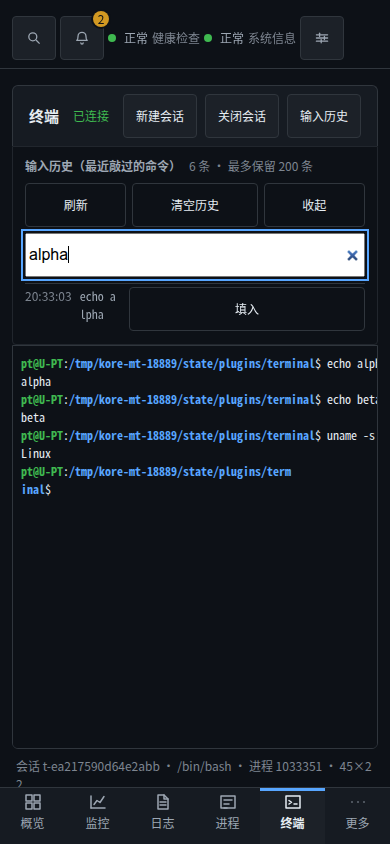 2
正常 健康检查 正常 系统信息
终端 已连接 新建会话 关闭会话 输入历史
输入历史（最近敲过的命令） 6 条 · 最多保留 200 条
刷新 清空历史 收起
alpha
20:33:03 echo a
lpha
填入
pt@U-PT:/tmp/kore-mt-18889/state/plugins/terminal$ echo alph
alpha
pt@U-PT:/tmp/kore-mt-18889/state/plugins/terminal$ echo beta
beta
pt@U-PT:/tmp/kore-mt-18889/state/plugins/terminal$ uname -s
Linux
pt@U-PT:/tmp/kore-mt-18889/state/plugins/term
inal$
会话 t-ea217590d64e2abb · /bin/bash · 进程 1033351 · 45×2
2
概览 监控 日志 进程 终端 更多